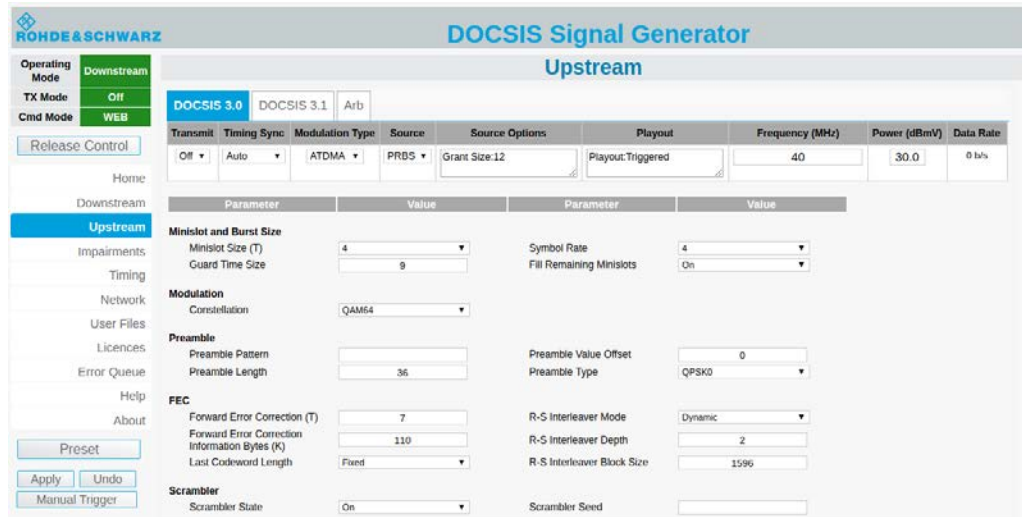 ROHDE&SCHWARZ
DOCSIS Signal Generator
Operating Mode Downstream
TX Mode Off
Cmd Mode WEB
Release Control
Home
Downstream
Upstream
Impairments
Timing
Network
User Files
Licences
Error Queue
Help
About
Preset
Apply Undo
Manual Trigger
Upstream
DOCSIS 3.0 DOCSIS 3.1 Arb
Transmit Timing Sync Modulation Type Source Source Options Playout Frequency (MHz) Power (dBmV) Data Rate
Off Auto ATDMA PRBS Grant Size:12 Playout:Triggered 40 30.0 0 b/s
Parameter Value Parameter Value
Minislot and Burst Size
Minislot Size (T) 4 Symbol Rate 4
Guard Time Size 9 Fill Remaining Minislots On
Modulation
Constellation QAM64
Preamble
Preamble Pattern Preamble Value Offset 0
Preamble Length 36 Preamble Type QPSK0
FEC
Forward Error Correction (T) 7 R-S Interleaver Mode Dynamic
Forward Error Correction
Information Bytes (K) 110 R-S Interleaver Depth 2
Last Codeword Length Fixed R-S Interleaver Block Size 1596
Scrambler
Scrambler State On Scrambler Seed